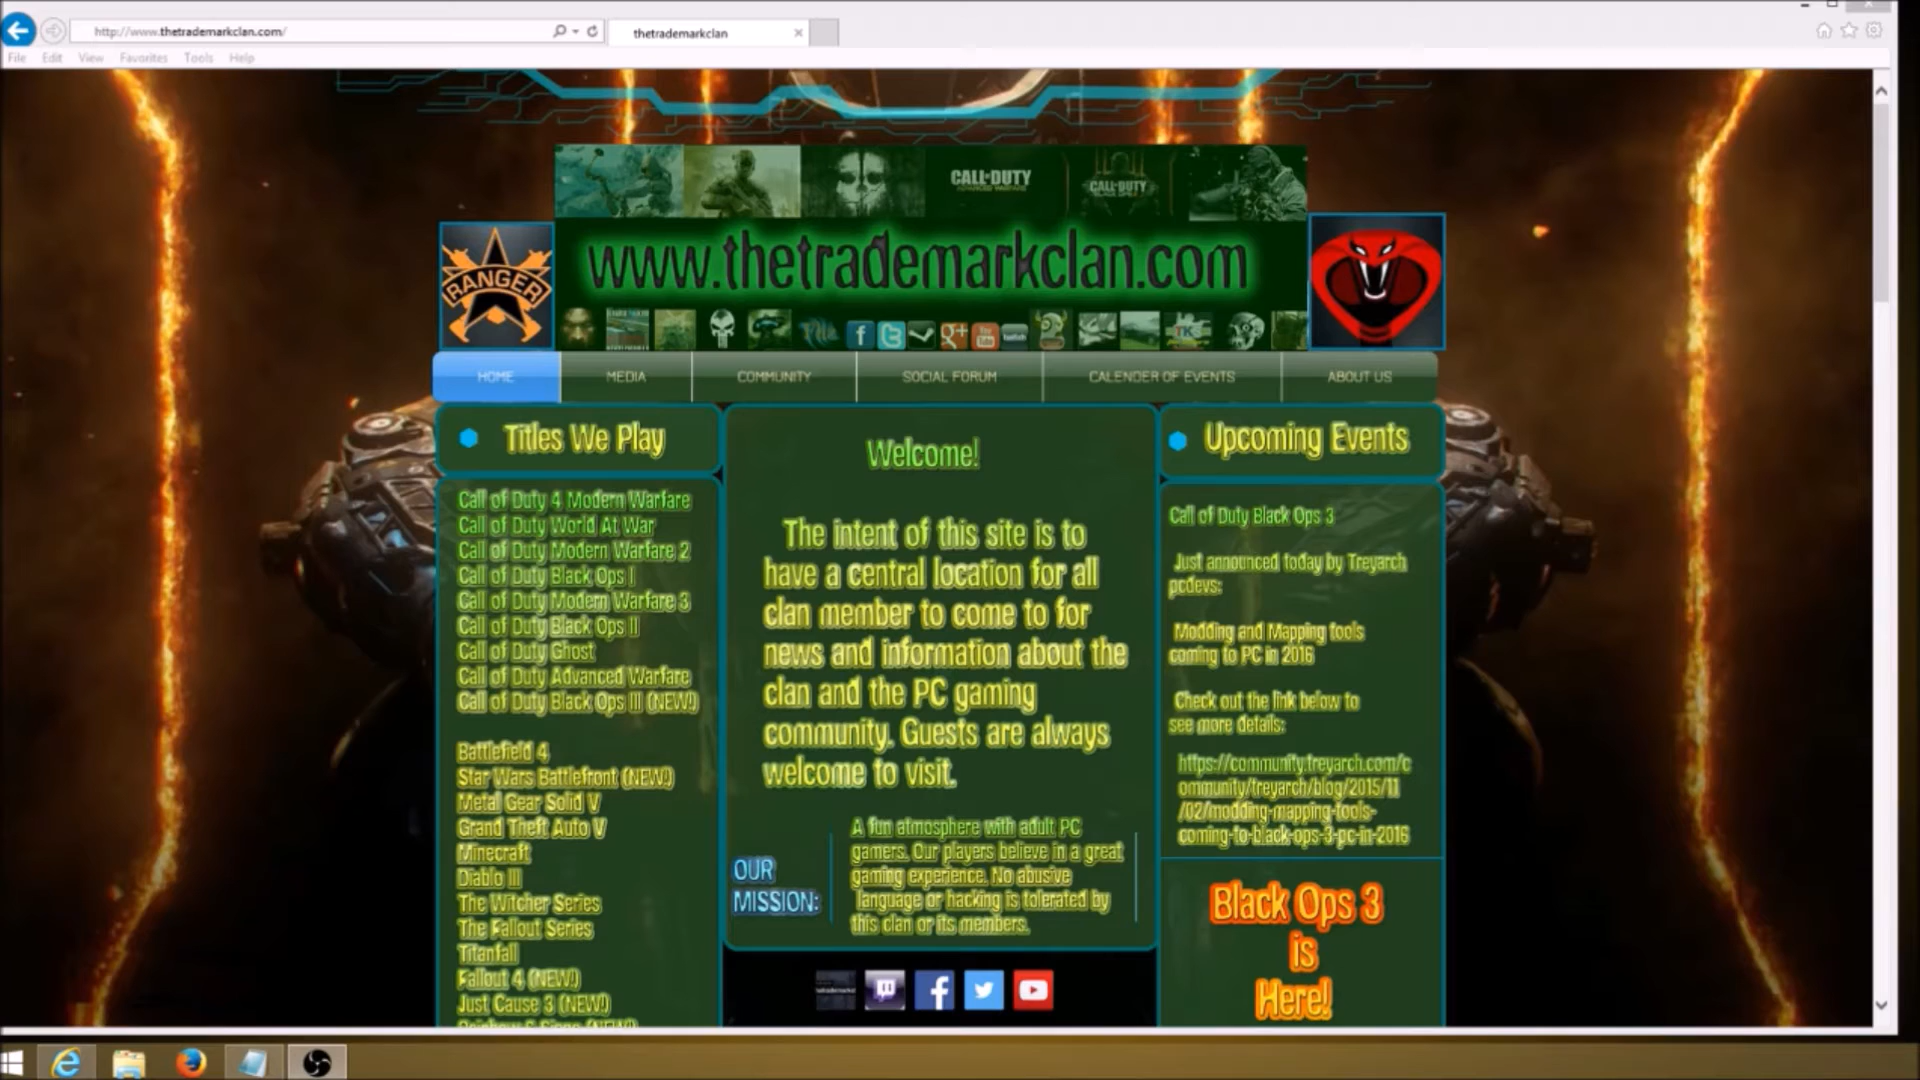 http://www.thetrademarkclan.com/
thetrademarkclan
File Edit View Favorites Tools Help
CALL OF DUTY
ADVANCED WARFARE
CALL OF DUTY
www.thetrademarkclan.com
RANGER
HOME
MEDIA
COMMUNITY
SOCIAL FORUM
CALENDER OF EVENTS
ABOUT US
Titles We Play
Call of Duty 4 Modern Warfare
Call of Duty World At War
Call of Duty Modern Warfare 2
Call of Duty Black Ops I
Call of Duty Modern Warfare 3
Call of Duty Black Ops II
Call of Duty Ghost
Call of Duty Advanced Warfare
Call of Duty Black Ops III (NEW!)
Battlefield 4
Star Wars Battlefront (NEW!)
Metal Gear Solid V
Grand Theft Auto V
Minecraft
Diablo III
The Witcher Series
The Fallout Series
Titanfall
Fallout 4 (NEW!)
Just Cause 3 (NEW!)
Welcome!
The intent of this site is to
have a central location for all
clan member to come to for
news and information about the
clan and the PC gaming
community. Guests are always
welcome to visit.
OUR
MISSION:
A fun atmosphere with adult PC
gamers. Our players believe in a great
gaming experience. No abusive
language or hacking is tolerated by
this clan or its members.
Upcoming Events
Call of Duty Black Ops 3
Just announced today by Treyarch
pcdevs:
Modding and Mapping tools
coming to PC in 2016
Check out the link below to
see more details:
https://community.treyarch.com/c
ommunity/treyarch/blog/2015/11
/02/modding-mapping-tools-
coming-to-black-ops-3-pc-in-2016
Black Ops 3
is
Here!